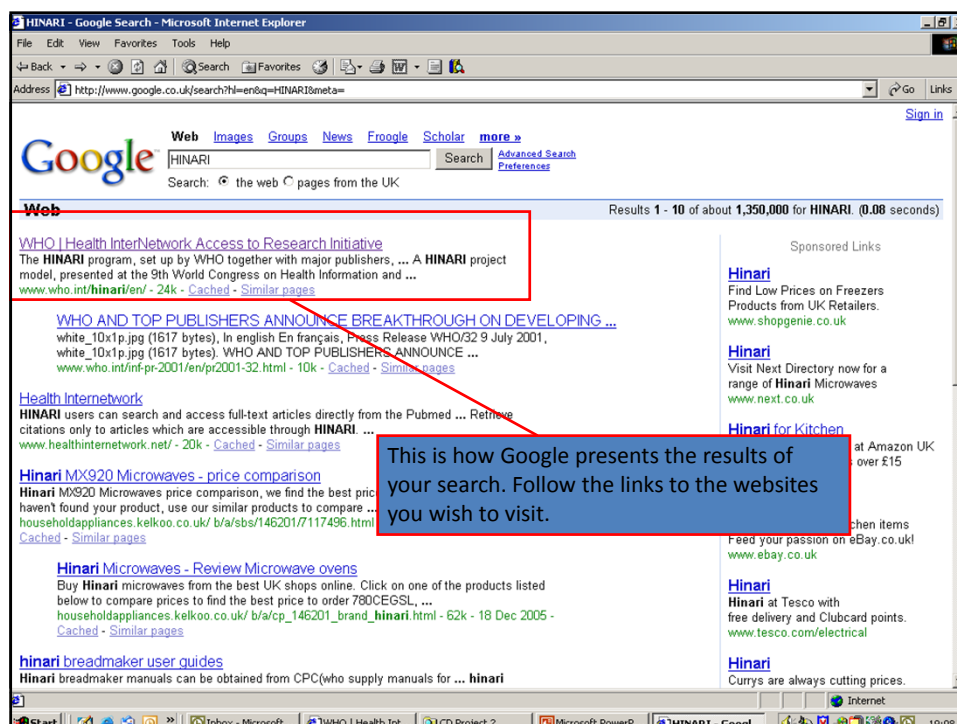 HINARI - Google Search - Microsoft Internet Explorer
File Edit View Favorites Tools Help
Back Search Favorites
Address http://www.google.co.uk/search?hl=en&q=HINARI&meta= Go Links
Sign in
Google
Web Images Groups News Froogle Scholar more »
HINARI Search Advanced Search
Preferences
Search: the web pages from the UK
Web Results 1 - 10 of about 1,350,000 for HINARI. (0.08 seconds)
WHO | Health InterNetwork Access to Research Initiative
The HINARI program, set up by WHO together with major publishers, ... A HINARI project
model, presented at the 9th World Congress on Health Information and ...
www.who.int/hinari/en/ - 24k - Cached - Similar pages
WHO AND TOP PUBLISHERS ANNOUNCE BREAKTHROUGH ON DEVELOPING ...
white_10x1p.jpg (1617 bytes), In english En français, Press Release WHO/32 9 July 2001,
white_10x1p.jpg (1617 bytes). WHO AND TOP PUBLISHERS ANNOUNCE ...
www.who.int/inf-pr-2001/en/pr2001-32.html - 10k - Cached - Similar pages
Health Internetwork
HINARI users can search and access full-text articles directly from the Pubmed ... Retrieve
citations only to articles which are accessible through HINARI. ...
www.healthinternetwork.net/ - 20k - Cached - Similar pages
Hinari MX920 Microwaves - price comparison
Hinari MX920 Microwaves price comparison, we find the best pric
haven't found your product, use our similar products to compare ...
householdappliances.kelkoo.co.uk/ b/a/sbs/146201/7117496.html
Cached - Similar pages
Hinari Microwaves - Review Microwave ovens
Buy Hinari microwaves from the best UK shops online. Click on one of the products listed
below to compare prices to find the best price to order 780CEGSL, ...
householdappliances.kelkoo.co.uk/ b/a/cp_146201_brand_hinari.html - 62k - 18 Dec 2005 -
Cached - Similar pages
hinari breadmaker user guides
Hinari breadmaker manuals can be obtained from CPC(who supply manuals for ... hinari
Sponsored Links
Hinari
Find Low Prices on Freezers
Products from UK Retailers.
www.shopgenie.co.uk
Hinari
Visit Next Directory now for a
range of Hinari Microwaves
www.next.co.uk
Hinari for Kitchen
at Amazon UK
over £15
chen items
Feed your passion on eBay.co.uk!
www.ebay.co.uk
Hinari
Hinari at Tesco with
free delivery and Clubcard points.
www.tesco.com/electrical
Hinari
Currys are always cutting prices.
This is how Google presents the results of
your search. Follow the links to the websites
you wish to visit.
Internet
Start Inbox - Microsoft WHO | Health Int CD Project 2 Microsoft PowerP HINARI - Googl 19:08